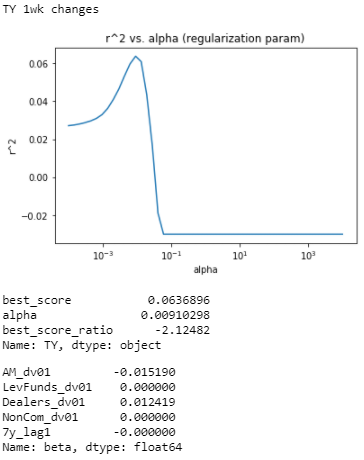 TY 1wk changes
r^2 vs. alpha (regularization param)
r^2
0.06
0.04
0.02
0.00
−0.02
10^-3 10^-1 10^1 10^3
alpha
best_score 0.0636896
alpha 0.00910298
best_score_ratio -2.12482
Name: TY, dtype: object
AM_dv01 -0.015190
LevFunds_dv01 0.000000
Dealers_dv01 0.012419
NonCom_dv01 0.000000
7y_lag1 -0.000000
Name: beta, dtype: float64